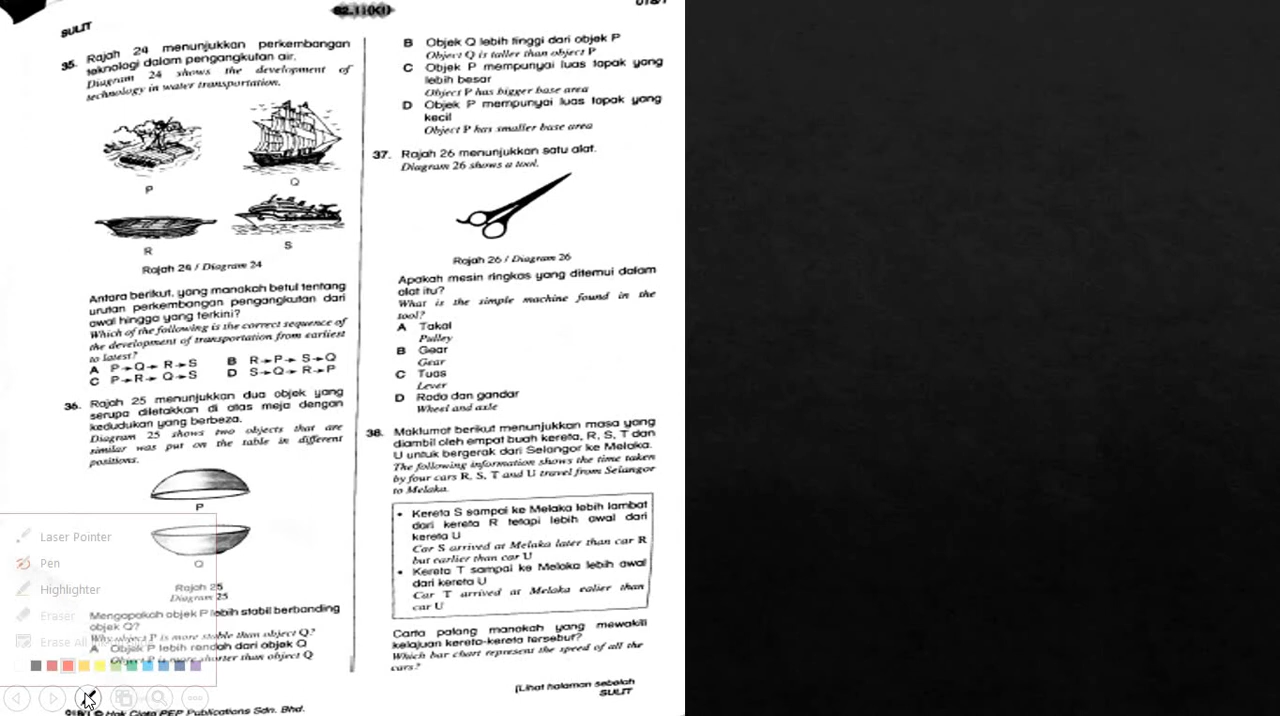 SULIT
S2.11(K1)
018/1
35. Rajah 24 menunjukkan perkembangan
teknologi dalam pengangkutan air.
Diagram 24 shows the development of
technology in water transportation.
P
Q
R
S
Rajah 24 / Diagram 24
Antara berikut, yang manakah betul tentang
urutan perkembangan pengangkutan dari
awal hingga yang terkini?
Which of the following is the correct sequence of
the development of transportation from earliest
to latest?
A P→Q→R→S B R→P→S→Q
C P→R→Q→S D S→Q→R→P
36. Rajah 25 menunjukkan dua objek yang
serupa diletakkan di atas meja dengan
kedudukan yang berbeza.
Diagram 25 shows two objects that are
similar was put on the table in different
positions.
P
Q
Rajah 25
Diagram 25
Mengapakah objek P lebih stabil berbanding
objek Q?
Why object P is more stable than object Q?
A Objek P lebih rendah dari objek Q
Object P is more shorter than object Q
B Objek Q lebih tinggi dari objek P
Object Q is taller than object P
C Objek P mempunyai luas tapak yang
lebih besar
Object P has bigger base area
D Objek P mempunyai luas tapak yang
kecil
Object P has smaller base area
37. Rajah 26 menunjukkan satu alat.
Diagram 26 shows a tool.
Rajah 26 / Diagram 26
Apakah mesin ringkas yang ditemui dalam
alat itu?
What is the simple machine found in the
tool?
A Takal
Pulley
B Gear
Gear
C Tuas
Lever
D Roda dan gandar
Wheel and axle
38. Maklumat berikut menunjukkan masa yang
diambil oleh empat buah kereta, R, S, T dan
U untuk bergerak dari Selangor ke Melaka.
The following information shows the time taken
by four cars R, S, T and U travel from Selangor
to Melaka.
• Kereta S sampai ke Melaka lebih lambat
dari kereta R tetapi lebih awal dari
kereta U
Car S arrived at Melaka later than car R
but earlier than car U
• Kereta T sampai ke Melaka lebih awal
dari kereta U
Car T arrived at Melaka ealier than
car U
Carta palang manakah yang mewakili
kelajuan kereta-kereta tersebut?
Which bar chart represent the speed of all the
cars?
[Lihat halaman sebelah
SULIT
Hak Cipta PEP Publications Sdn. Bhd.
Laser Pointer
Pen
Highlighter
Eraser
Erase All